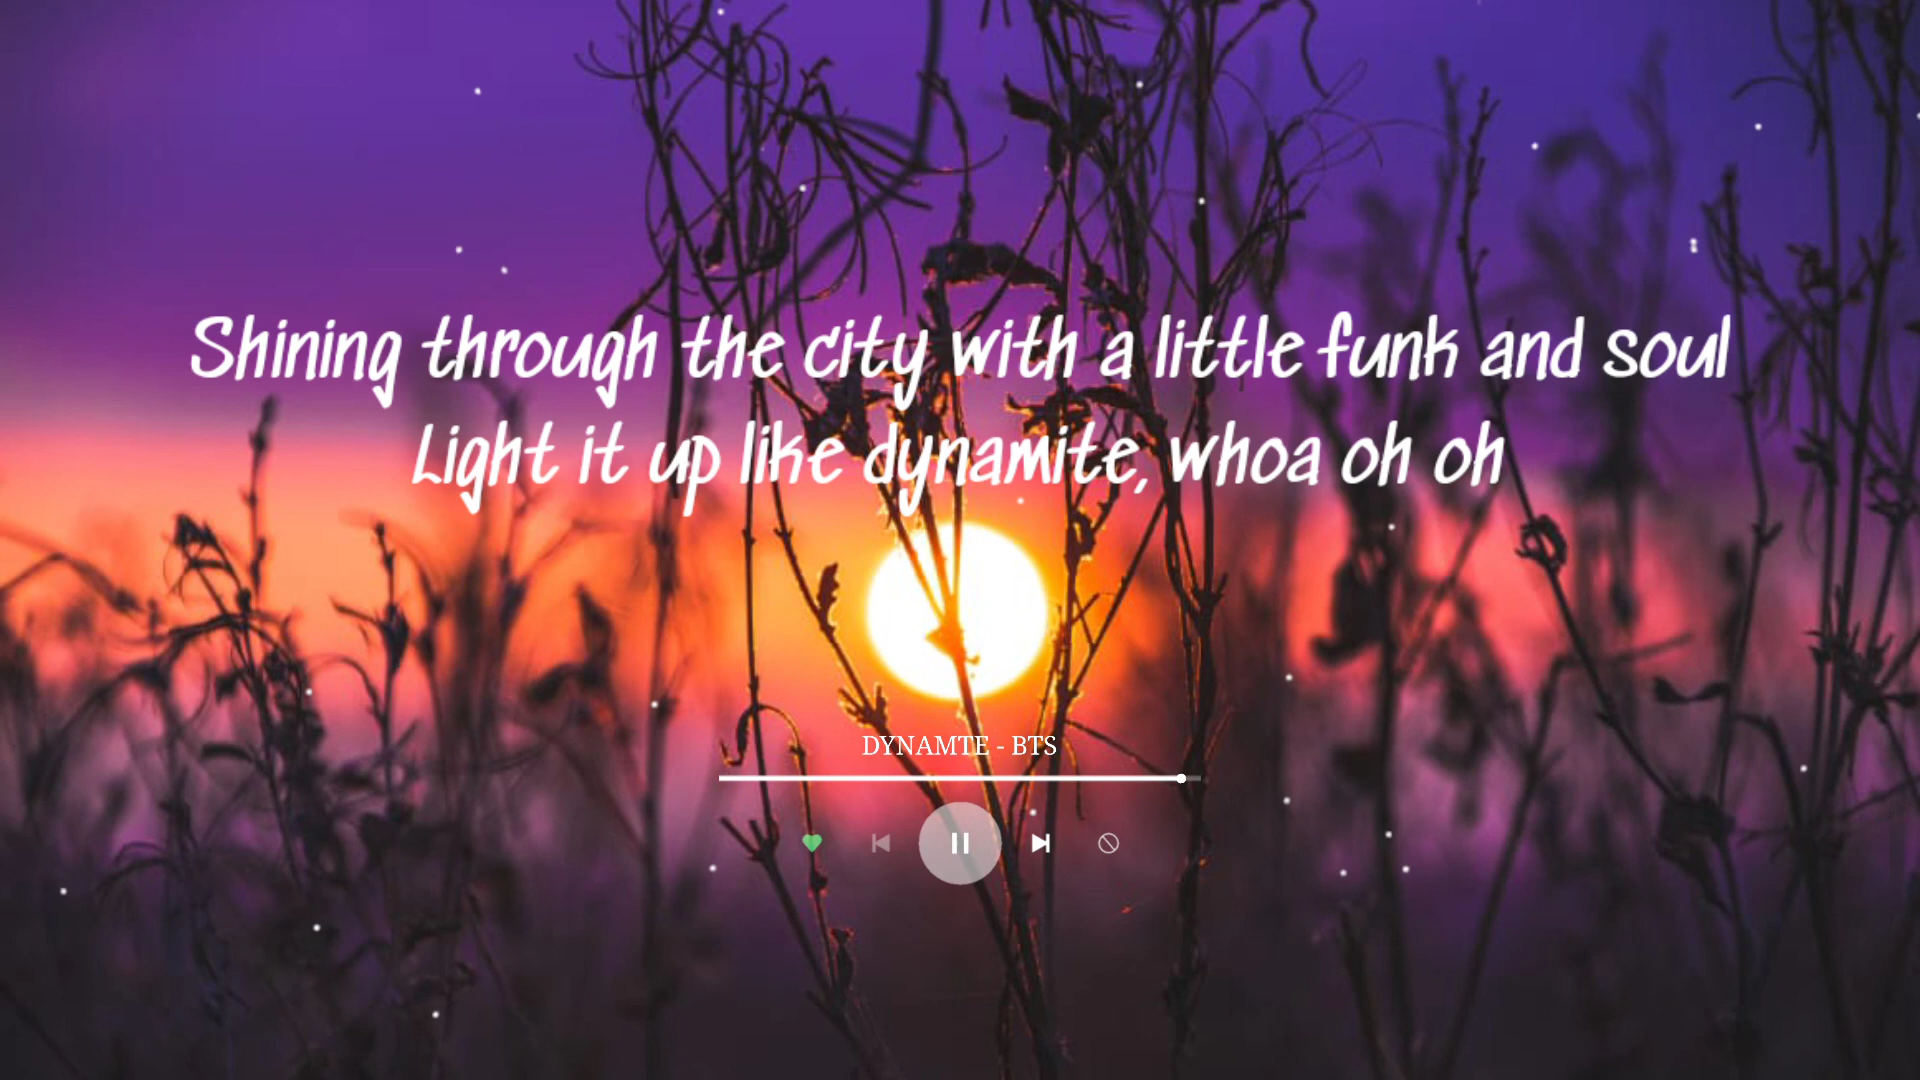 Shining through the city with a little funk and soul
Light it up like dynamite, whoa oh oh
DYNAMTE - BTS